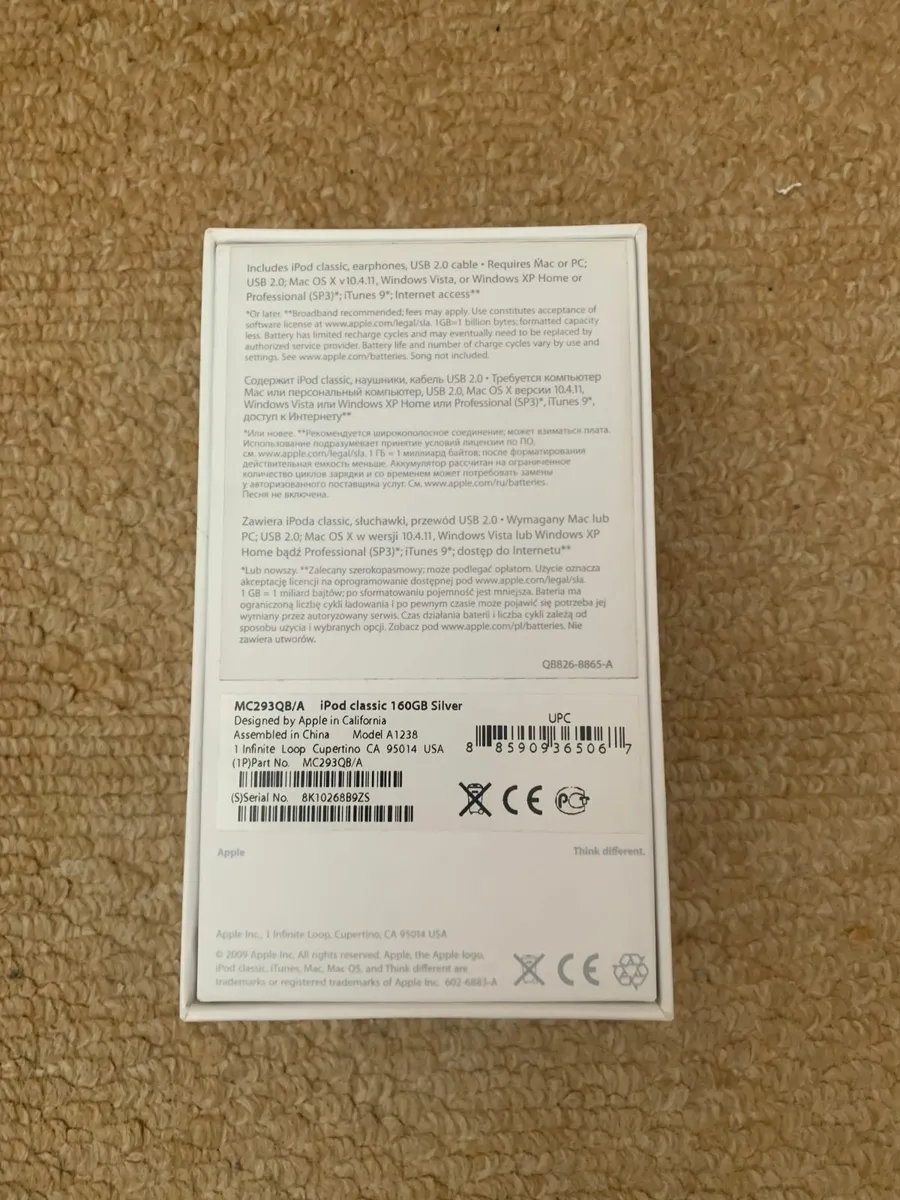 Includes iPod classic, earphones, USB 2.0 cable • Requires Mac or PC;
USB 2.0; Mac OS X v10.4.11, Windows Vista, or Windows XP Home or
Professional (SP3)*; iTunes 9*; Internet access**
*Or later. **Broadband recommended; fees may apply. Use constitutes acceptance of
software license at www.apple.com/legal/sla. 1GB=1 billion bytes; formatted capacity
less. Battery has limited recharge cycles and may eventually need to be replaced by
authorized service provider. Battery life and number of charge cycles vary by use and
settings. See www.apple.com/batteries. Song not included.
Содержит iPod classic, наушники, кабель USB 2.0 • Требуется компьютер
Mac или персональный компьютер, USB 2.0, Mac OS X версии 10.4.11,
Windows Vista или Windows XP Home или Professional (SP3)*, iTunes 9*,
доступ к Интернету**
*Или новее. **Рекомендуется широкополосное соединение; может взиматься плата.
Использование подразумевает принятие условий лицензии по ПО,
см. www.apple.com/legal/sla. 1 ГБ = 1 миллиард байтов; после форматирования
действительная емкость меньше. Аккумулятор рассчитан на ограниченное
количество циклов зарядки и со временем может потребовать замены
у авторизованного поставщика услуг. См. www.apple.com/ru/batteries.
Песня не включена.
Zawiera iPoda classic, słuchawki, przewód USB 2.0 • Wymagany Mac lub
PC; USB 2.0; Mac OS X w wersji 10.4.11, Windows Vista lub Windows XP
Home bądź Professional (SP3)*; iTunes 9*; dostęp do Internetu**
*Lub nowszy. **Zalecany szerokopasmowy; może podlegać opłatom. Użycie oznacza
akceptację licencji na oprogramowanie dostępnej pod www.apple.com/legal/sla.
1 GB = 1 miliard bajtów; po sformatowaniu pojemność jest mniejsza. Bateria ma
ograniczoną liczbę cykli ładowania i po pewnym czasie może pojawić się potrzeba jej
wymiany przez autoryzowany serwis. Czas działania baterii i liczba cykli zależą od
sposobu użycia i wybranych opcji. Zobacz pod www.apple.com/pl/batteries. Nie
zawiera utworów.
QB826-8865-A
MC293QB/A iPod classic 160GB Silver
Designed by Apple in California
Assembled in China Model A1238
1 Infinite Loop Cupertino CA 95014 USA
(1P)Part No. MC293QB/A
(S)Serial No. 8K10268B9ZS
UPC
8 85909 36506 7
CE PCT
Apple Think different.
Apple Inc., 1 Infinite Loop, Cupertino, CA 95014 USA
© 2009 Apple Inc. All rights reserved. Apple, the Apple logo,
iPod classic, iTunes, Mac, Mac OS, and Think different are
trademarks or registered trademarks of Apple Inc. 602-6883-A
CE